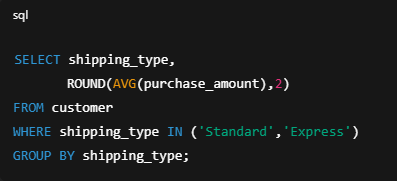 sql
SELECT shipping_type,
       ROUND(AVG(purchase_amount),2)
FROM customer
WHERE shipping_type IN ('Standard','Express')
GROUP BY shipping_type;